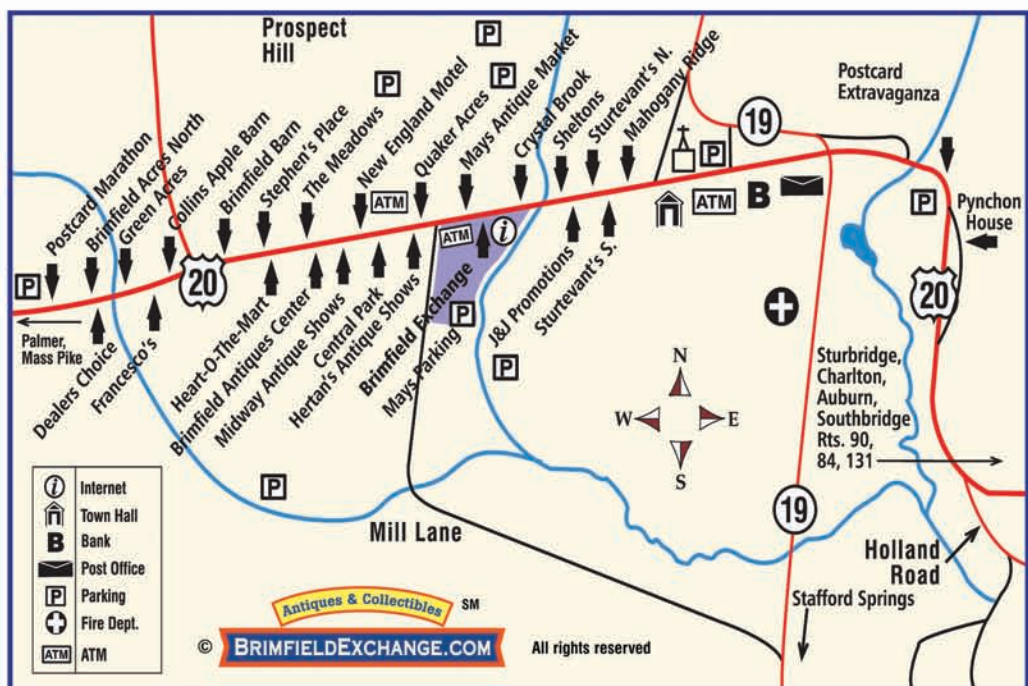 Prospect
Hill
P
P
P
Postcard Marathon
Brimfield Acres North
Green Acres
Collins Apple Barn
Brimfield Barn
Stephen's Place
The Meadows
New England Motel
Quaker Acres
Mays Antique Market
Crystal Brook
Sheltons
Sturtevant's N.
Mahogany Ridge
19
Postcard
Extravaganza
P
ATM
P
ATM
B
P
Pynchon
House
20
20
ATM
i
P
Palmer,
Mass Pike
Dealers Choice
Francesco's
Heart-O-The-Mart
Brimfield Antiques Center
Midway Antique Shows
Central Park
Hertan's Antique Shows
Brimfield Exchange
Mays Parking
J&J Promotions
Sturtevant's S.
P
P
N
W
E
S
Sturbridge,
Charlton,
Auburn,
Southbridge
Rts. 90,
84, 131
P
Mill Lane
19
Holland
Road
Stafford Springs
i Internet
Town Hall
B Bank
Post Office
P Parking
Fire Dept.
ATM ATM
Antiques & Collectibles SM
© BRIMFIELDEXCHANGE.COM
All rights reserved